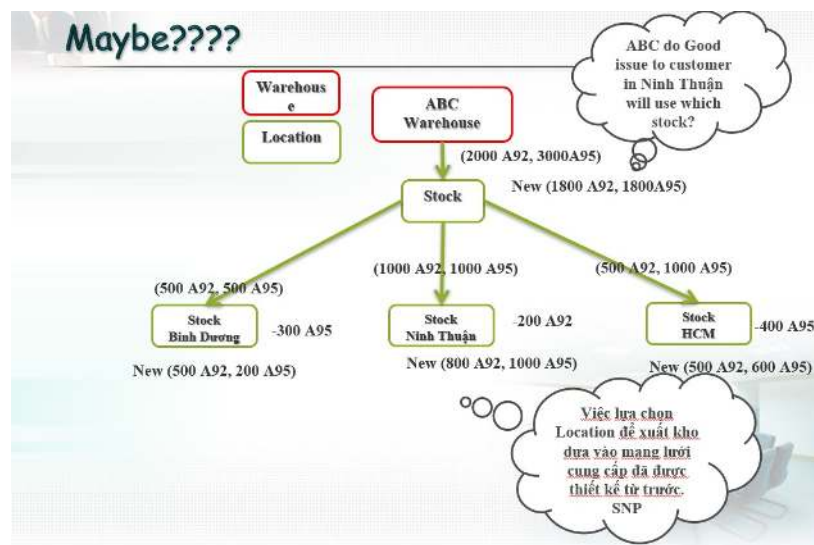 Maybe????
ABC do Good
issue to customer
in Ninh Thuận
will use which
stock?
Warehous
e
ABC
Warehouse
Location
(2000 A92, 3000A95)
New (1800 A92, 1800A95)
Stock
(500 A92, 500 A95)
(1000 A92, 1000 A95)
(500 A92, 1000 A95)
Stock
Bình Dương
-300 A95
Stock
Ninh Thuận
-200 A92
Stock
HCM
-400 A95
New (500 A92, 200 A95)
New (800 A92, 1000 A95)
New (500 A92, 600 A95)
Việc lựa chọn
Location để xuất kho
dựa vào mạng lưới
cung cấp đã được
thiết kế từ trước.
SNP